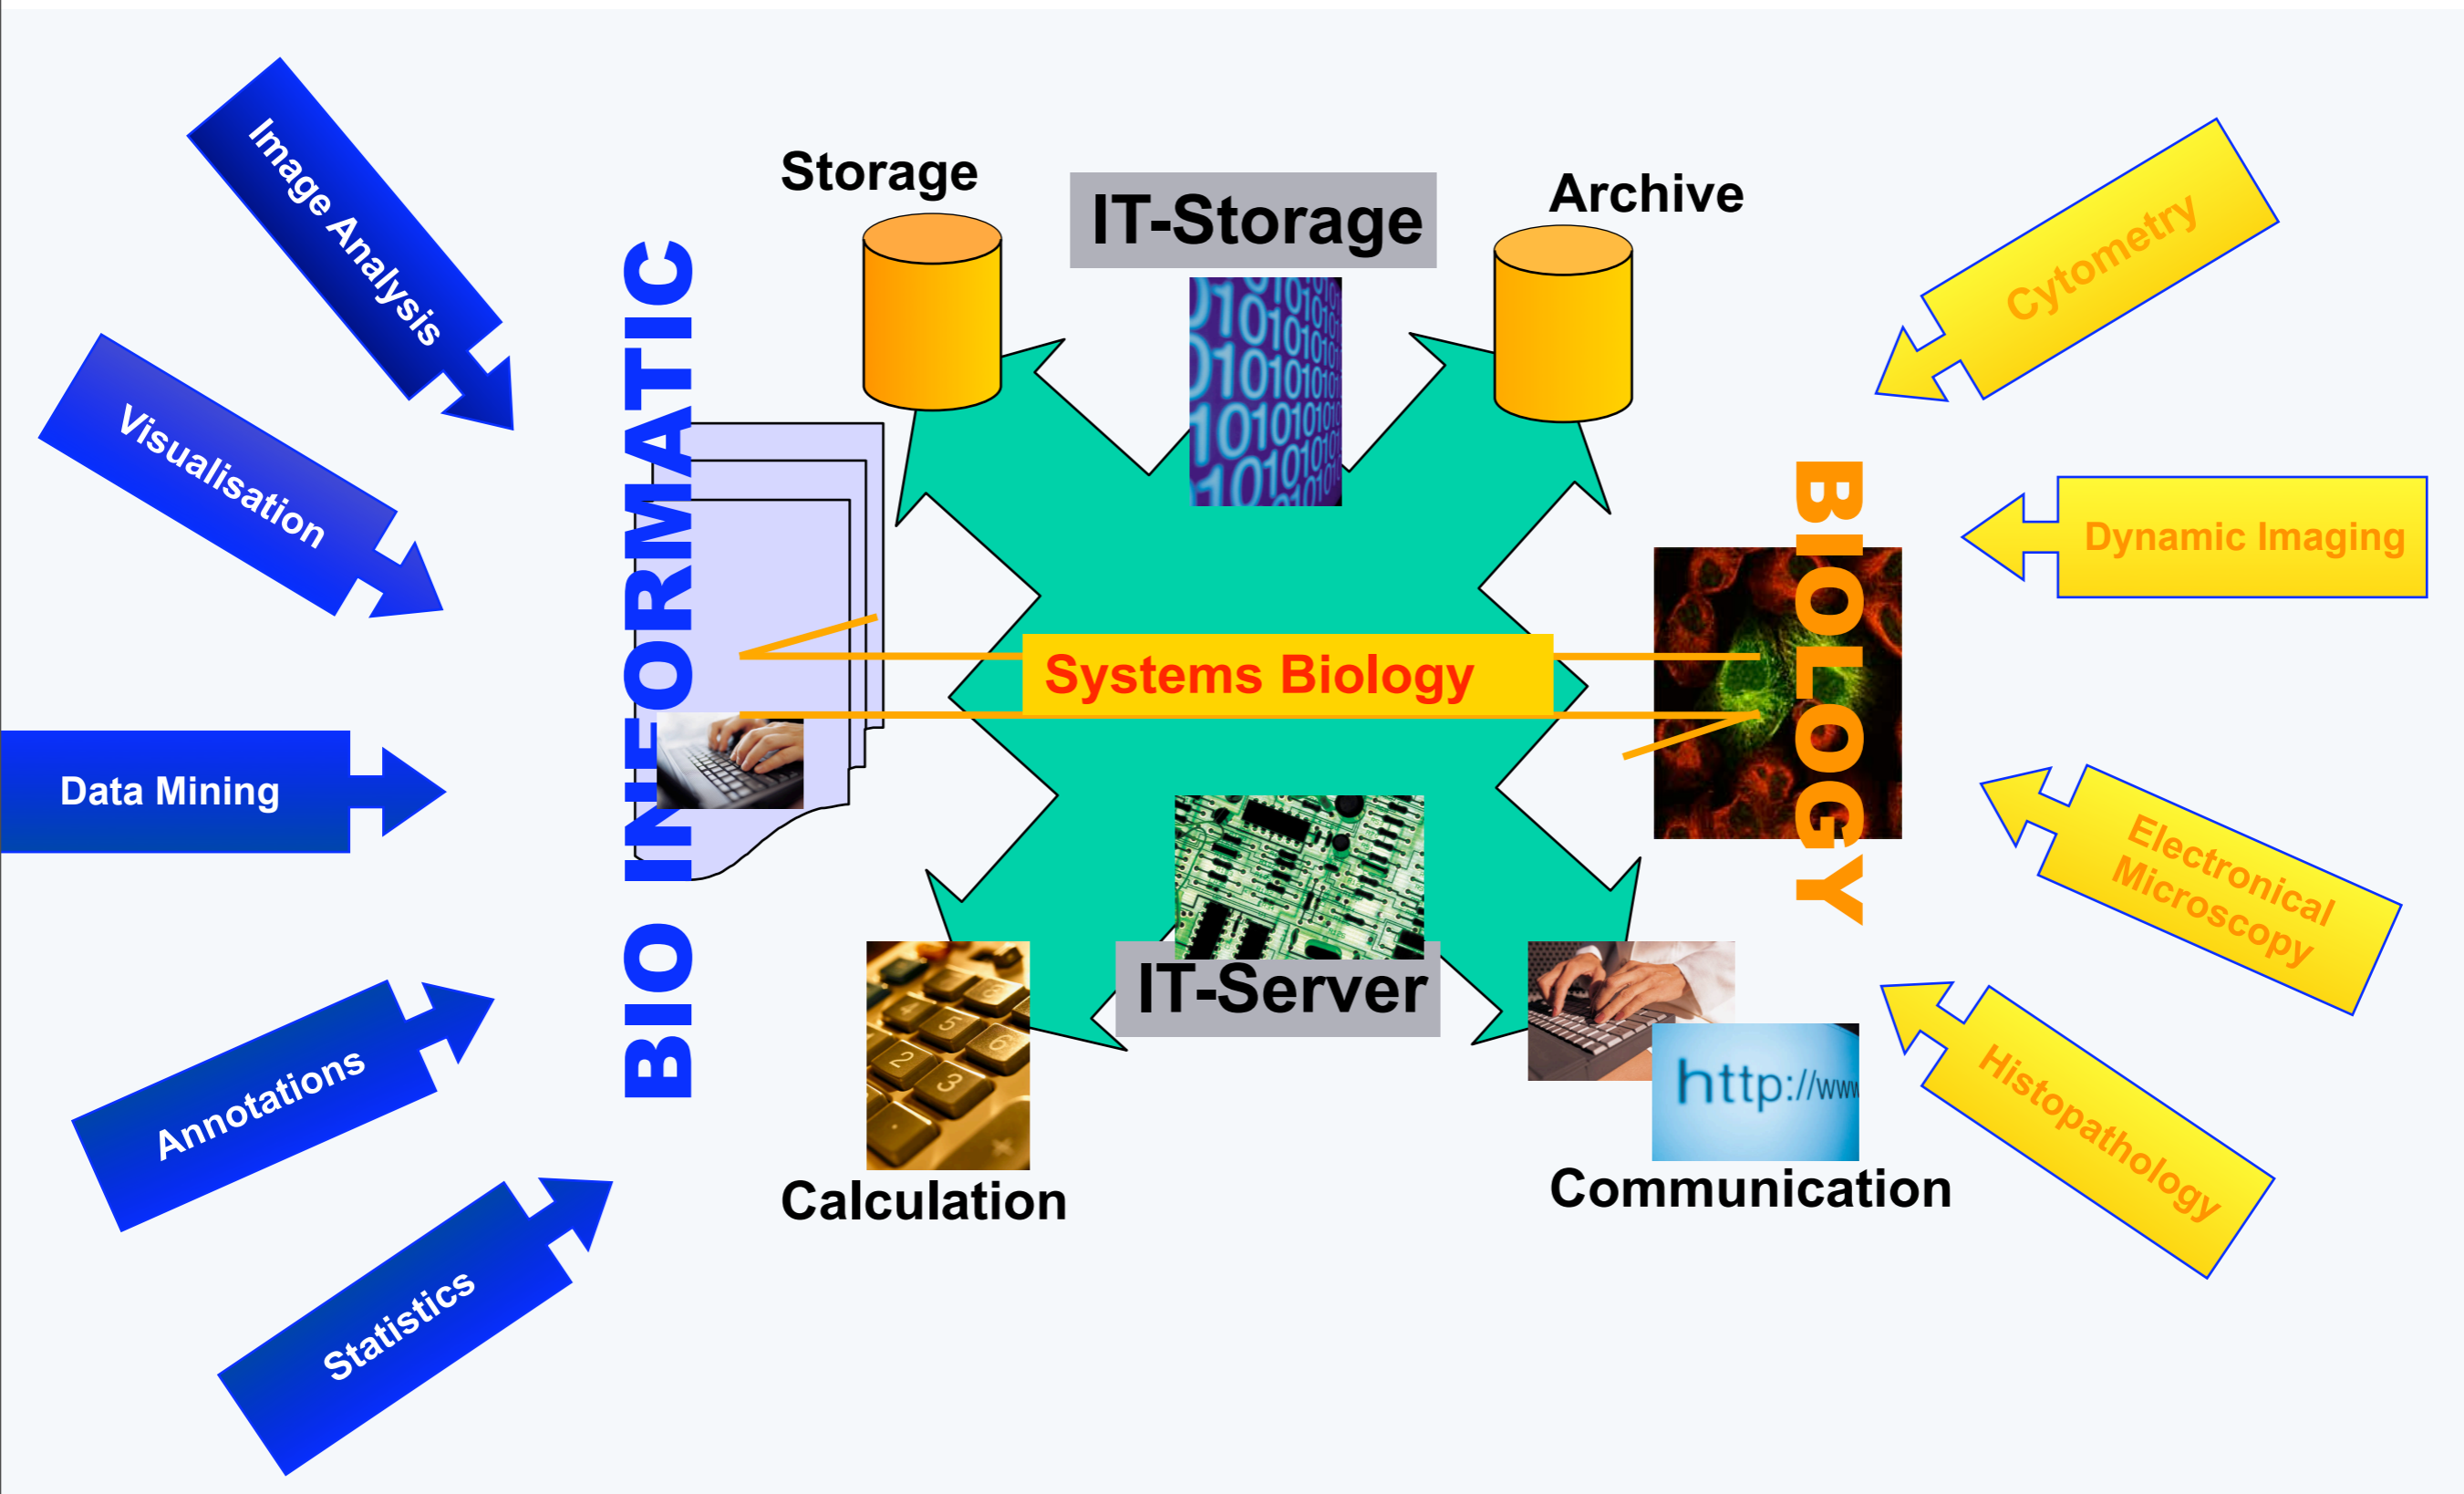 Image Analysis
Visualisation
Data Mining
Annotations
Statistics
BIO INFORMATIC
Storage
IT-Storage
Archive
Systems Biology
IT-Server
Calculation
http://www
Communication
BIOLOGY
Cytometry
Dynamic Imaging
Electronical
Microscopy
Histopathology